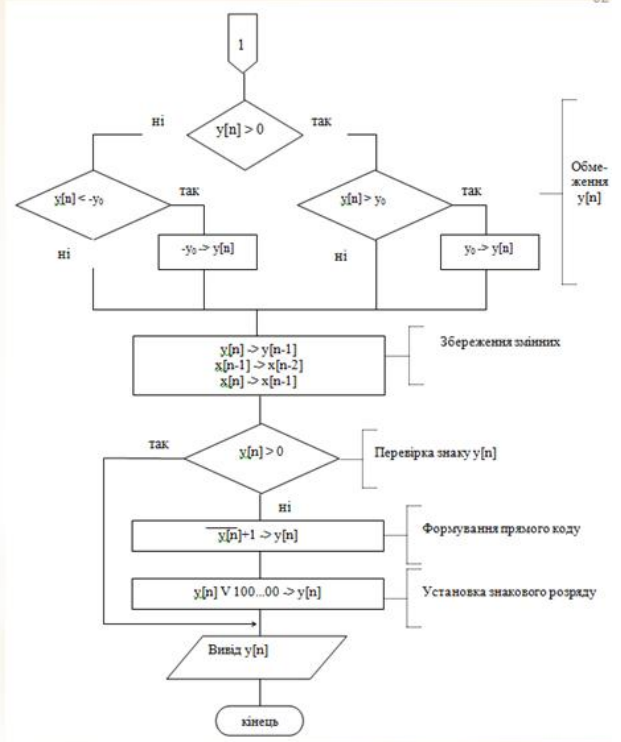 1
y[n] > 0
ні
так
y[n] < -y₀
так
ні
-y₀ -> y[n]
y[n] > y₀
так
ні
y₀ -> y[n]
Обме-
ження
y[n]
y[n] -> y[n-1]
x[n-1] -> x[n-2]
x[n] -> x[n-1]
Збереження змінних
y[n] > 0
так
ні
Перевірка знаку y[n]
y̅[̅n̅]̅+1 -> y[n]
Формування прямого коду
y[n] V 100...00 -> y[n]
Установка знакового розряду
Вивід y[n]
кінець